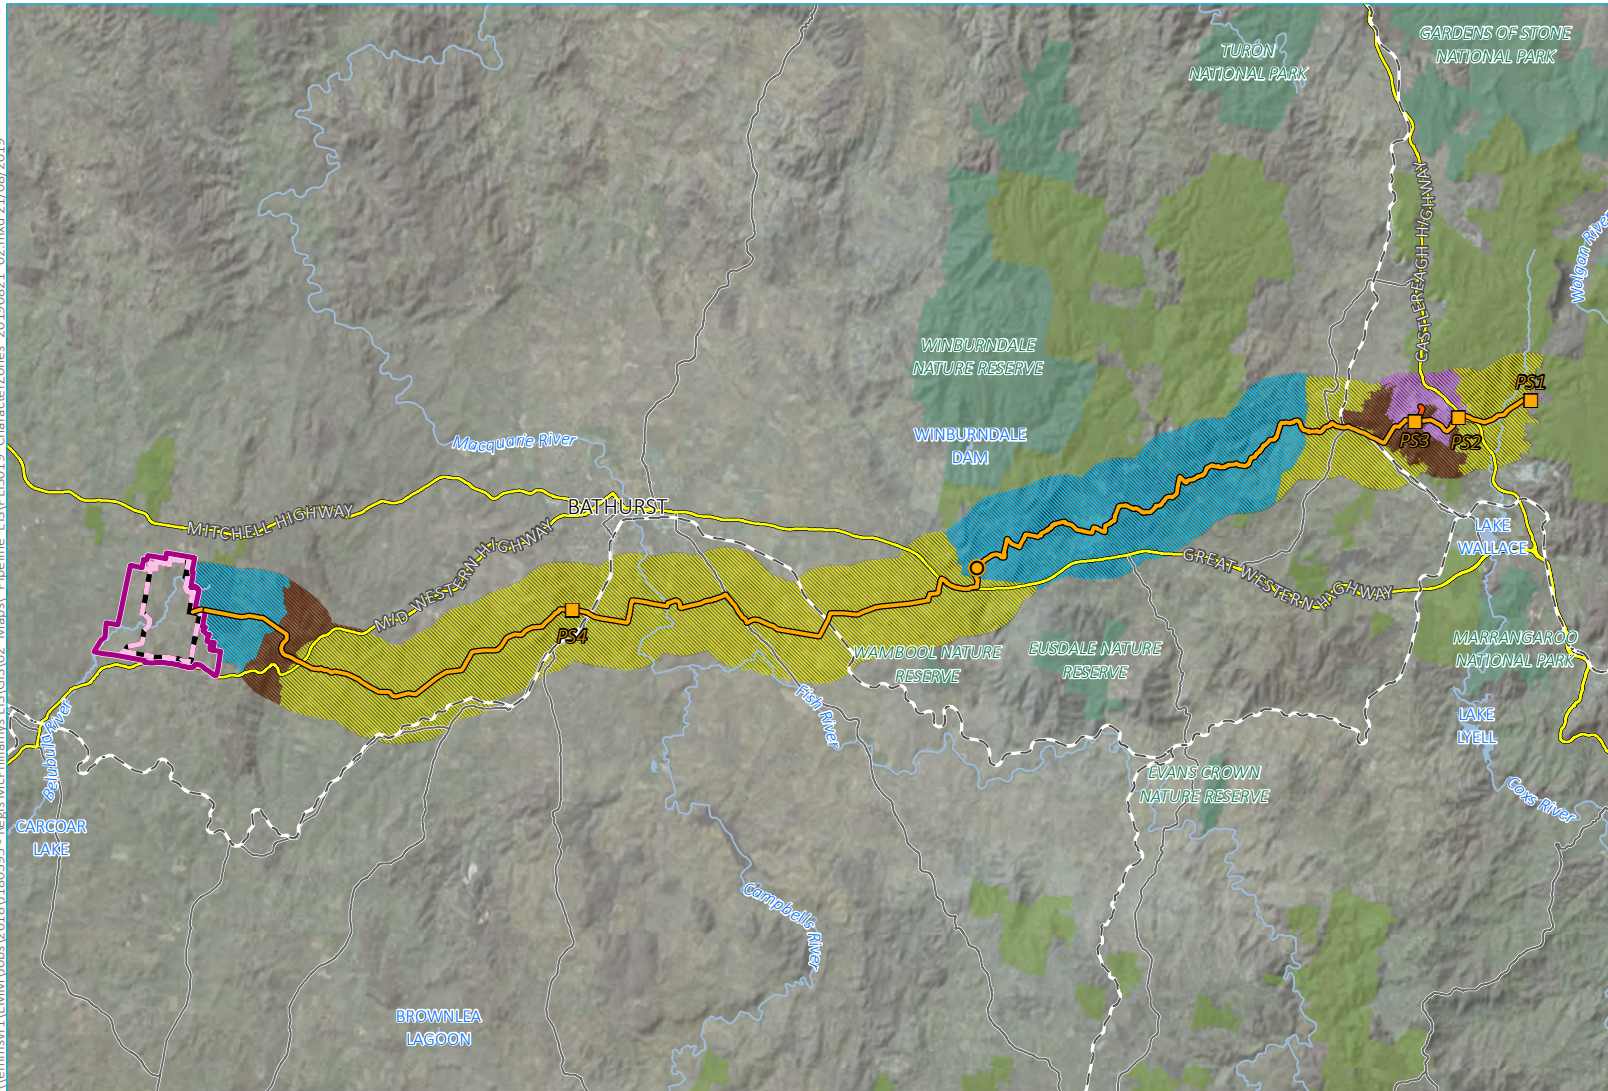 GARDENS OF STONE
NATIONAL PARK
TURON
NATIONAL PARK
CASTLEREAGH HIGHWAY
Wolgan River
WINBURNDALE
NATURE RESERVE
PS1
PS3
PS2
WINBURNDALE
DAM
Macquarie River
BATHURST
MITCHELL HIGHWAY
MID WESTERN HIGHWAY
LAKE
WALLACE
GREAT WESTERN HIGHWAY
PS4
WAMBOOL NATURE
RESERVE
EUSDALE NATURE
RESERVE
MARRANGAROO
NATIONAL PARK
Fish River
Belubula River
LAKE
LYELL
EVANS CROWN
NATURE RESERVE
Coxs River
CARCOAR
LAKE
Campbells River
BROWNLEA
LAGOON